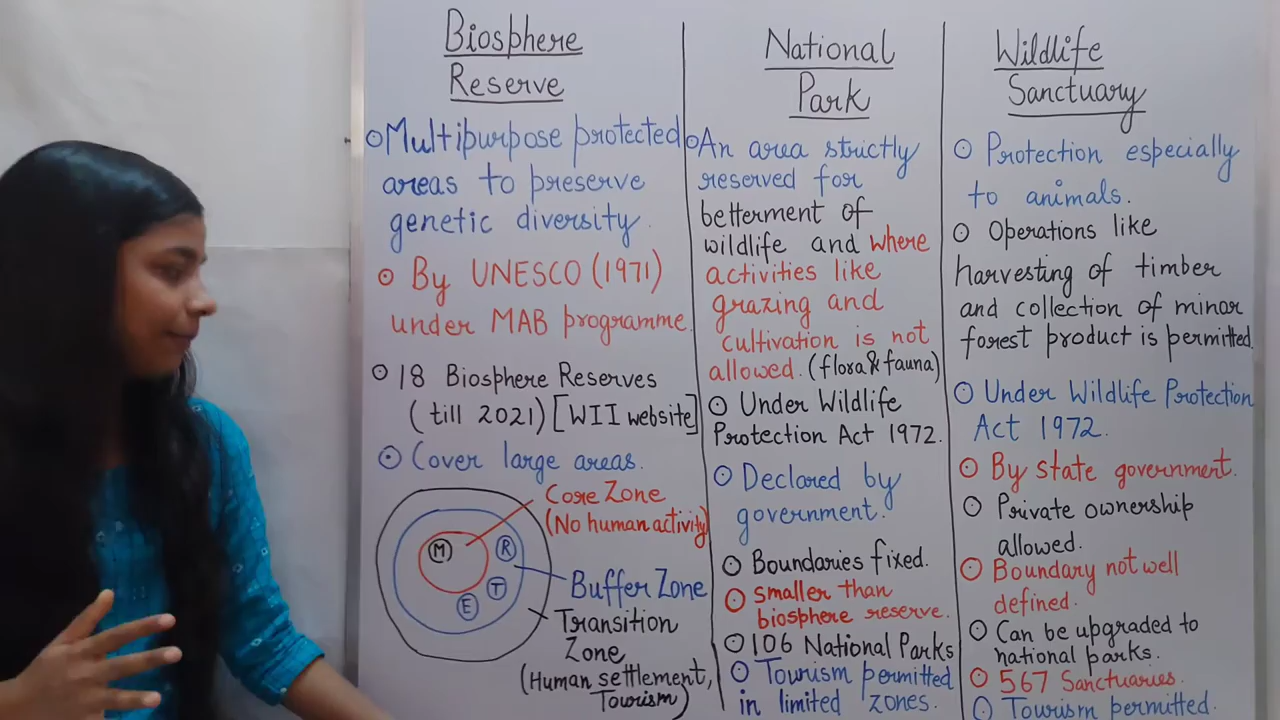 Biosphere
Reserve
Multipurpose protected
areas to preserve
genetic diversity.
By UNESCO (1971)
under MAB programme.
18 Biosphere Reserves
(till 2021) [WII website]
Cover large areas.
Core Zone
(No human activity)
M
R
T
E
Buffer Zone
Transition
Zone
(Human settlement,
Tourism)
National
Park
An area strictly
reserved for
betterment of
wildlife and where
activities like
grazing and
cultivation is not
allowed. (flora & fauna)
Under Wildlife
Protection Act 1972.
Declared by
government.
Boundaries fixed.
smaller than
biosphere reserve.
106 National Parks
Tourism permitted
in limited zones.
Wildlife
Sanctuary
Protection especially
to animals.
Operations like
harvesting of timber
and collection of minor
forest product is permitted.
Under Wildlife Protection
Act 1972.
By state government.
Private ownership
allowed.
Boundary not well
defined.
Can be upgraded to
national parks.
567 Sanctuaries.
Tourism permitted.